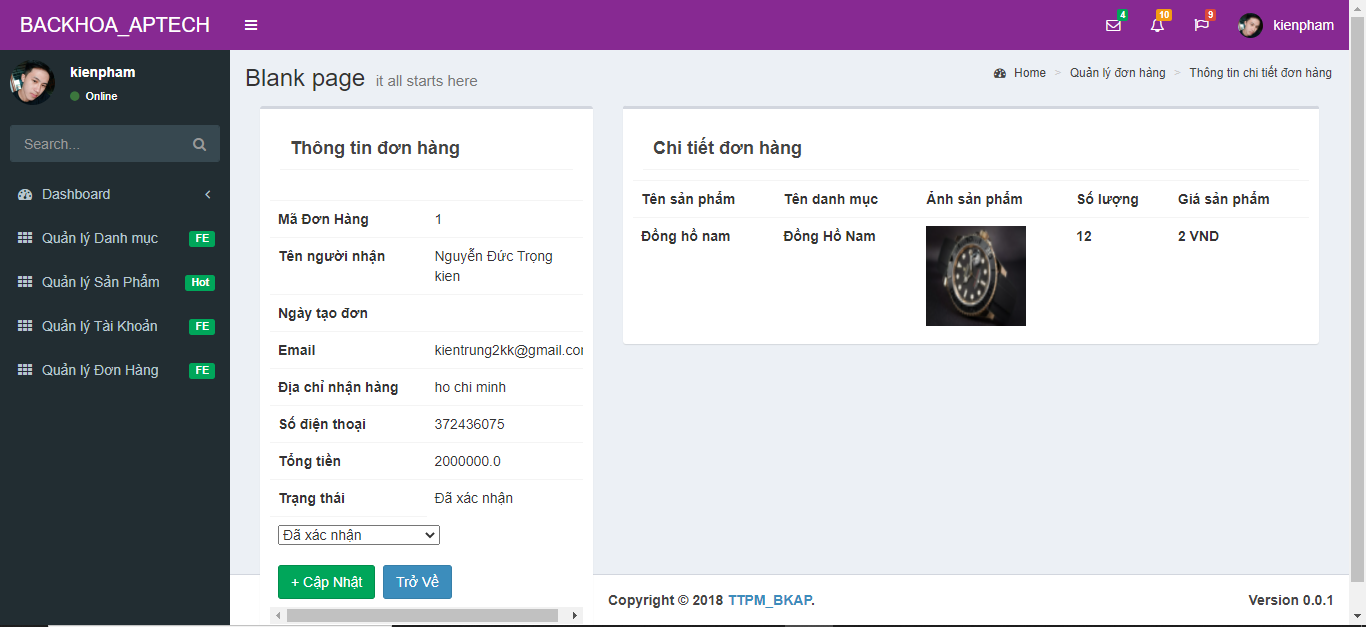 BACKHOA_APTECH
4
10
9
kienpham
kienpham
Online
Search...
Dashboard
Quản lý Danh mục FE
Quản lý Sản Phẩm Hot
Quản lý Tài Khoản FE
Quản lý Đơn Hàng FE
Blank page it all starts here
Home > Quản lý đơn hàng > Thông tin chi tiết đơn hàng
Thông tin đơn hàng
Mã Đơn Hàng 1
Tên người nhận Nguyễn Đức Trọng
kien
Ngày tạo đơn
Email kientrung2kk@gmail.com
Địa chỉ nhận hàng ho chi minh
Số điện thoại 372436075
Tổng tiền 2000000.0
Trạng thái Đã xác nhận
Đã xác nhận
+ Cập Nhật Trở Về
Chi tiết đơn hàng
Tên sản phẩm Tên danh mục Ảnh sản phẩm Số lượng Giá sản phẩm
Đồng hồ nam Đồng Hồ Nam 12 2 VND
Copyright © 2018 TTPM_BKAP.
Version 0.0.1